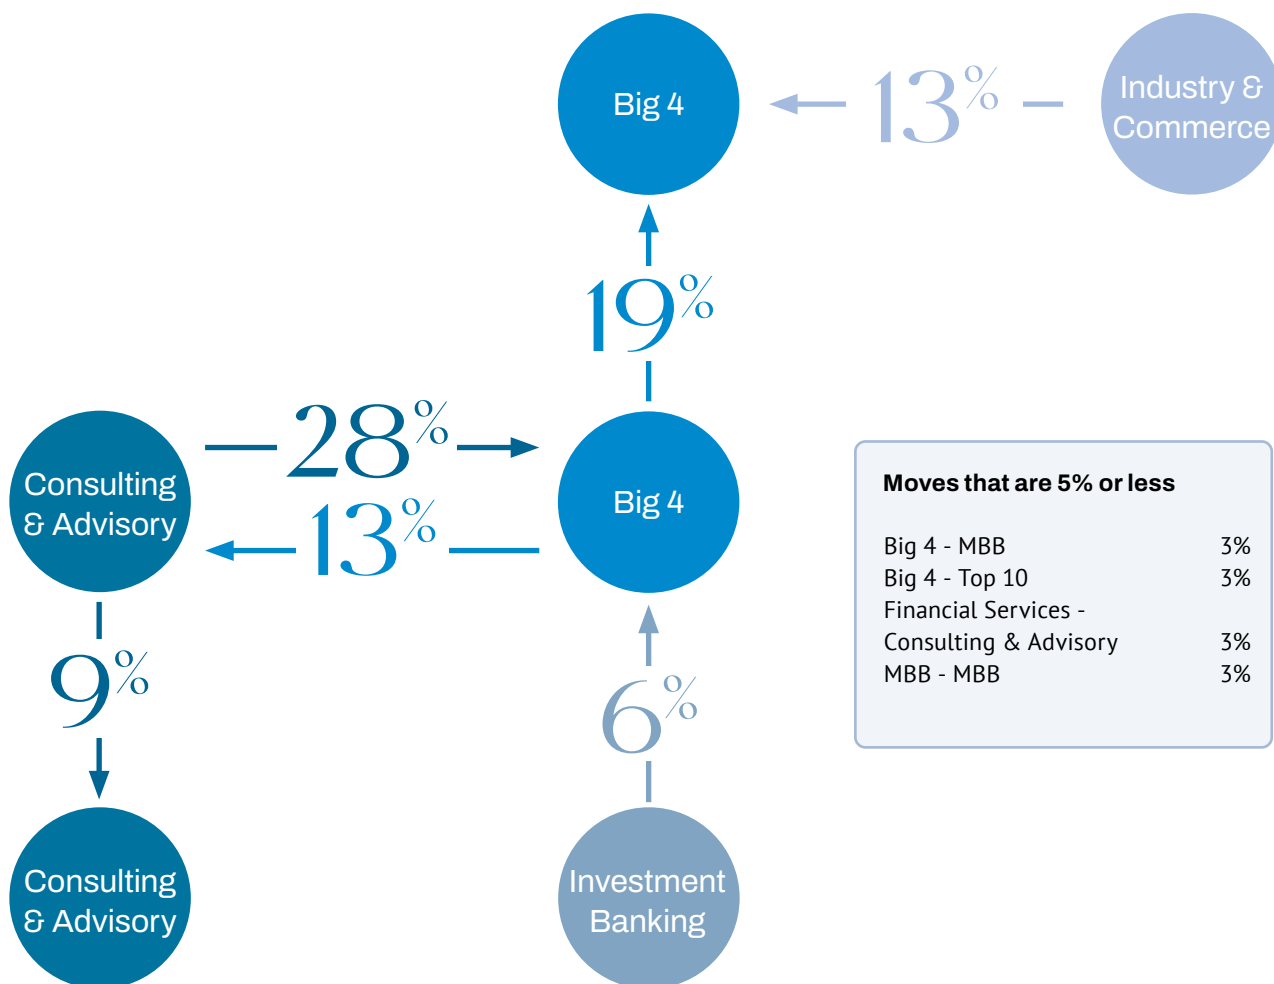 Big 4
13%
Industry &
Commerce
19%
Consulting
& Advisory
28%
13%
Big 4
9%
6%
Consulting
& Advisory
Investment
Banking
Moves that are 5% or less
Big 4 - MBB 3%
Big 4 - Top 10 3%
Financial Services -
Consulting & Advisory 3%
MBB - MBB 3%